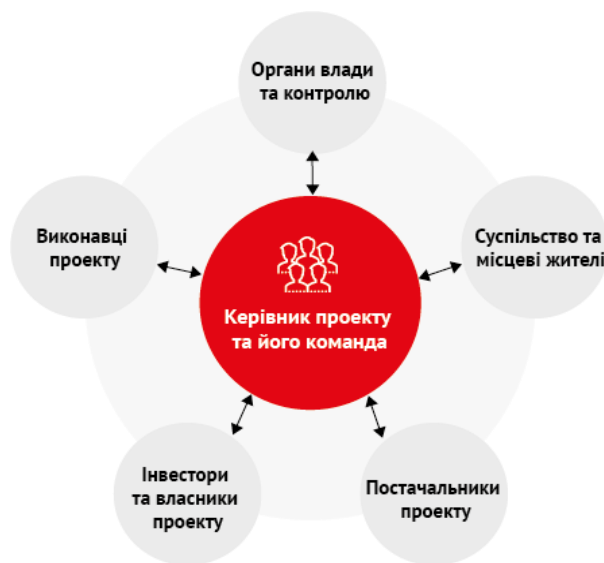 Органи влади
та контролю
Виконавці
проекту
Суспільство та
місцеві жителі
Керівник проекту
та його команда
Інвестори
та власники
проекту
Постачальники
проекту